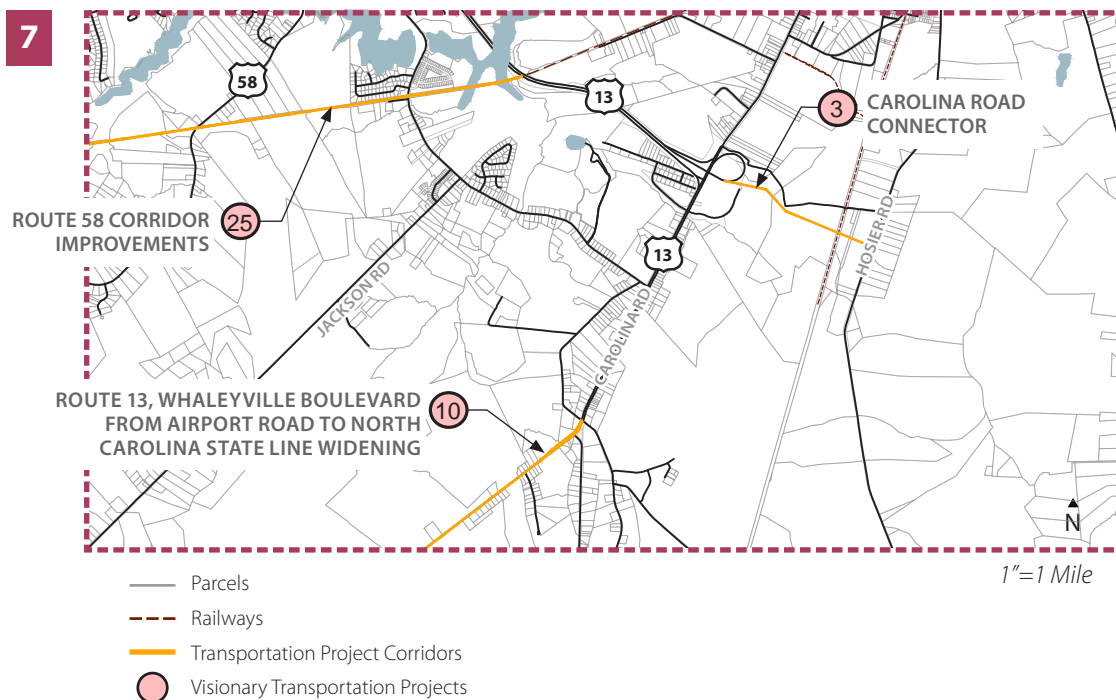 7
58
13
3
CAROLINA ROAD
CONNECTOR
ROUTE 58 CORRIDOR
IMPROVEMENTS
25
13
HOSIER RD
JACKSON RD
CAROLINA RD
ROUTE 13, WHALEYVILLE BOULEVARD
FROM AIRPORT ROAD TO NORTH
CAROLINA STATE LINE WIDENING
10
N
1"=1 Mile
Parcels
Railways
Transportation Project Corridors
Visionary Transportation Projects